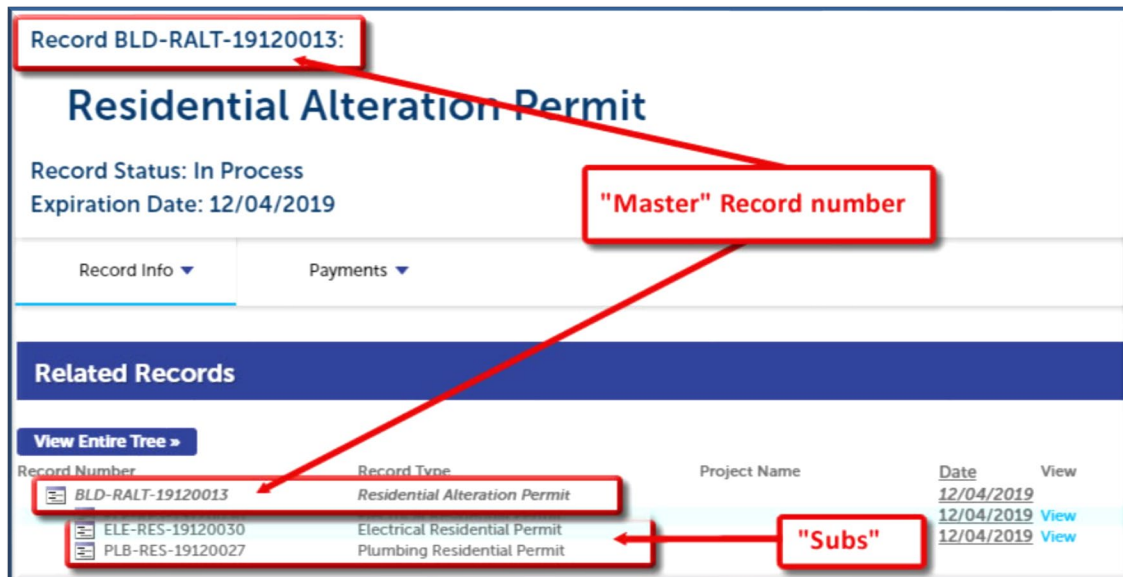 Record BLD-RALT-19120013:
Residential Alteration Permit
Record Status: In Process
Expiration Date: 12/04/2019
"Master" Record number
Record Info Payments
Related Records
View Entire Tree »
Record Number Record Type Project Name Date View
BLD-RALT-19120013 Residential Alteration Permit 12/04/2019
ELE-RES-19120030 Electrical Residential Permit 12/04/2019 View
PLB-RES-19120027 Plumbing Residential Permit 12/04/2019 View
"Subs"